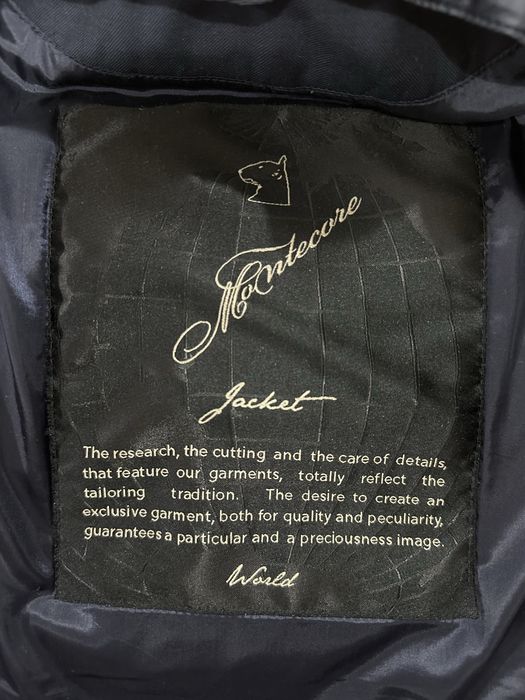 Montecore
Jacket
The research, the cutting and the care of details,
that feature our garments, totally reflect the
tailoring tradition. The desire to create an
exclusive garment, both for quality and peculiarity,
guarantees a particular and a preciousness image.
World